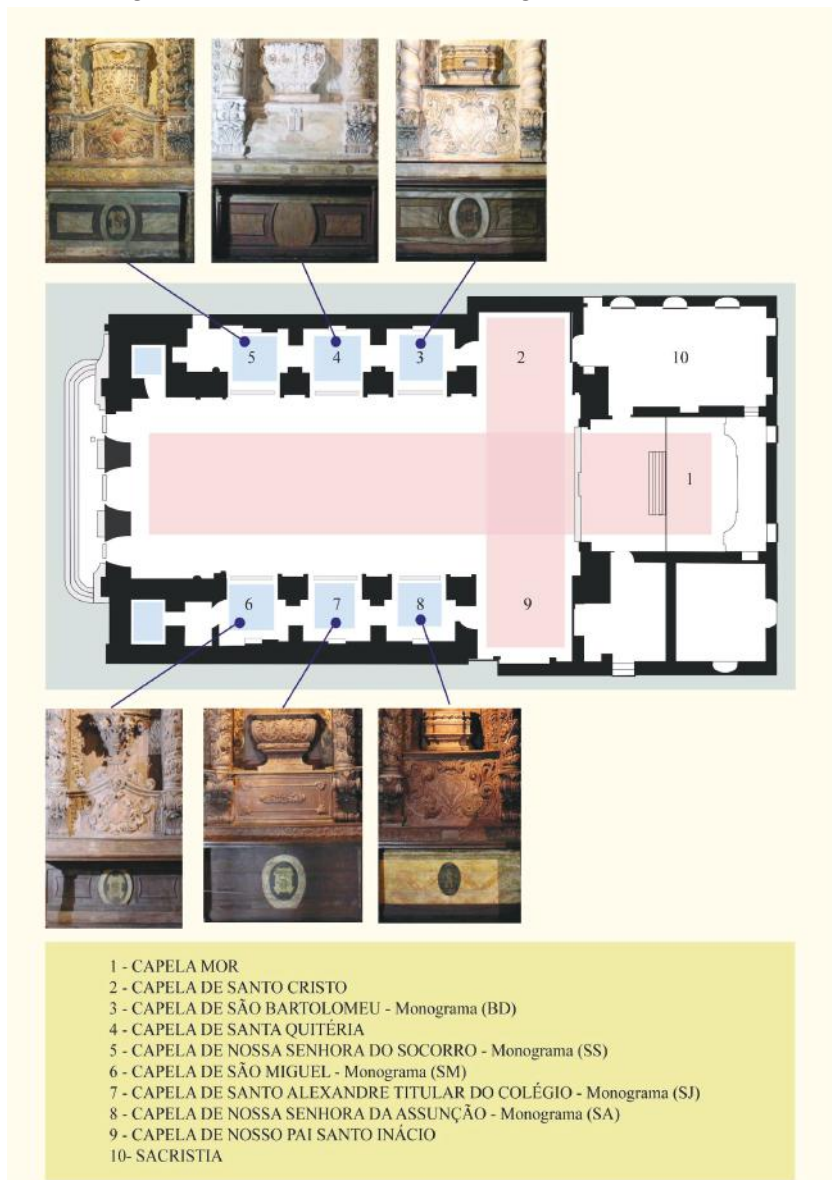 5
4
3
2
10
1
6
7
8
9
1 - CAPELA MOR
2 - CAPELA DE SANTO CRISTO
3 - CAPELA DE SÃO BARTOLOMEU - Monograma (BD)
4 - CAPELA DE SANTA QUITÉRIA
5 - CAPELA DE NOSSA SENHORA DO SOCORRO - Monograma (SS)
6 - CAPELA DE SÃO MIGUEL - Monograma (SM)
7 - CAPELA DE SANTO ALEXANDRE TITULAR DO COLÉGIO - Monograma (SJ)
8 - CAPELA DE NOSSA SENHORA DA ASSUNÇÃO - Monograma (SA)
9 - CAPELA DE NOSSO PAI SANTO INÁCIO
10- SACRISTIA